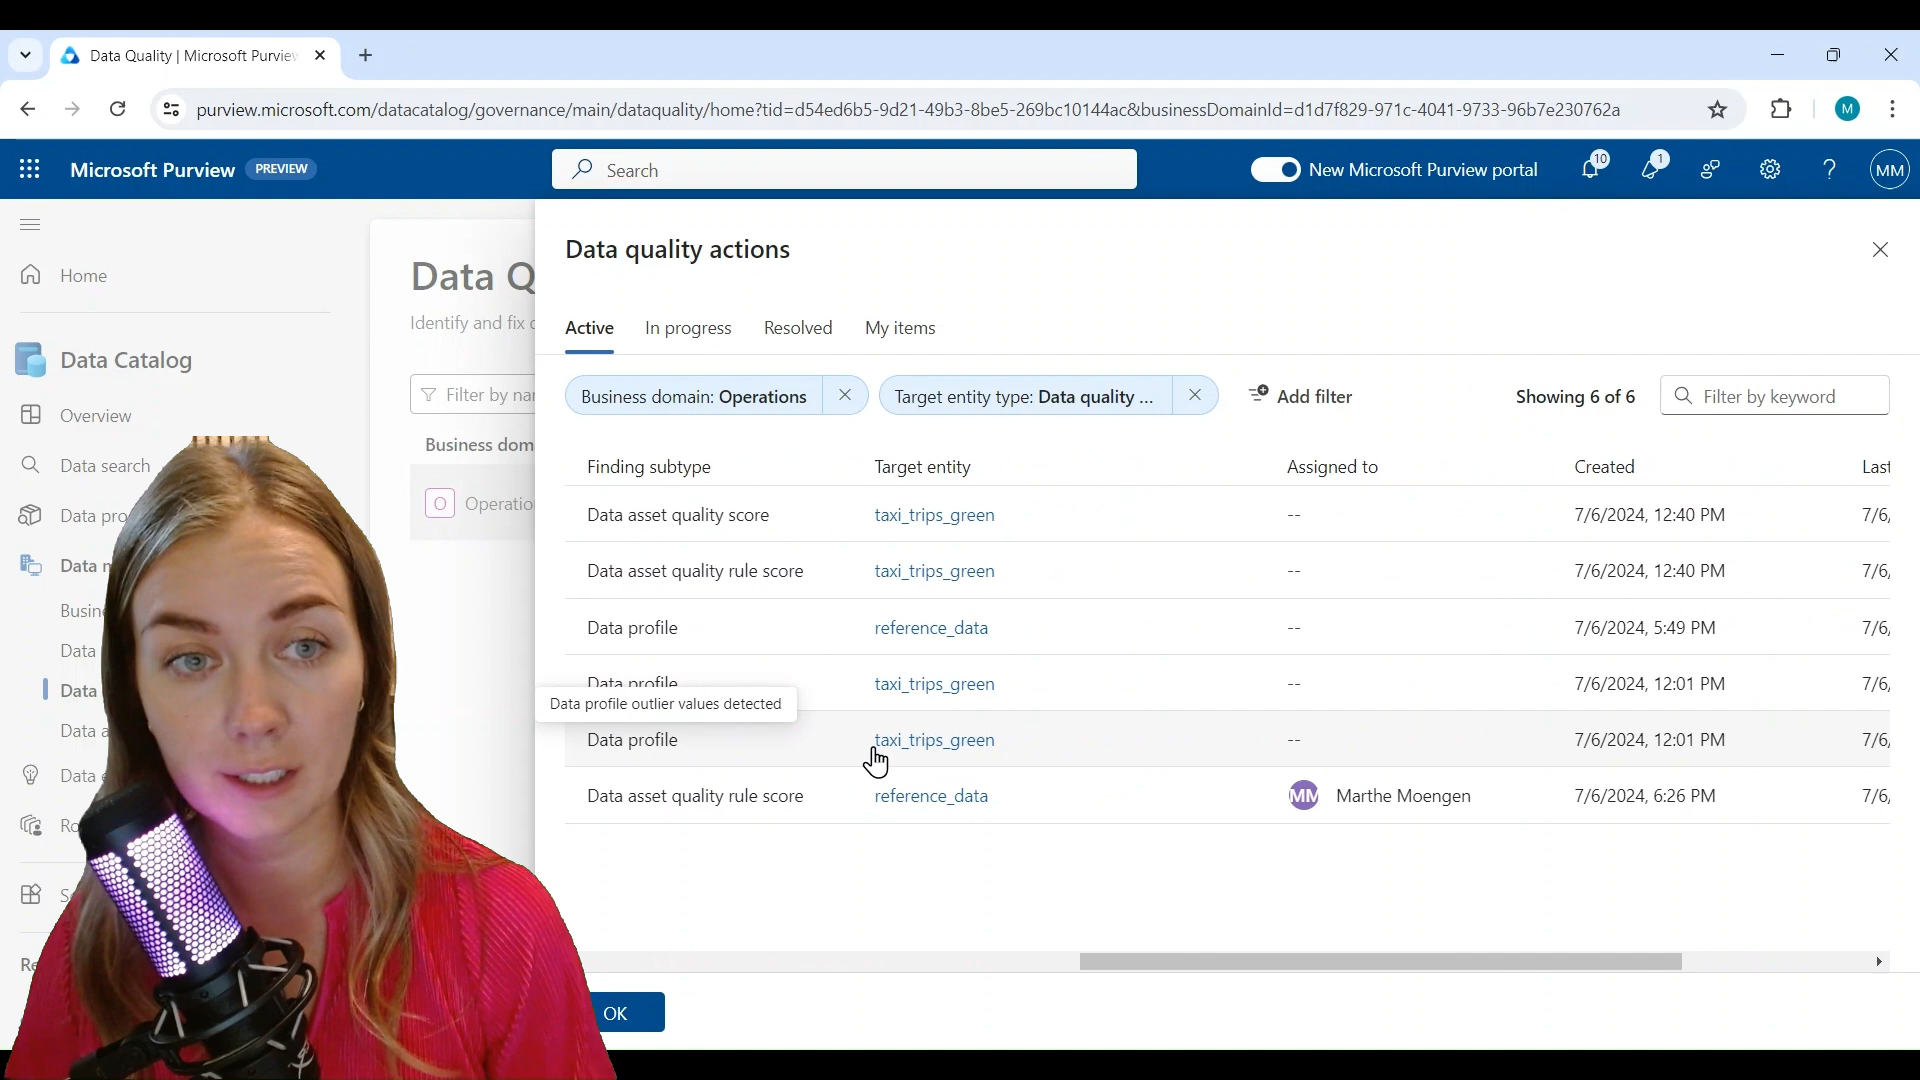 Data Quality | Microsoft Purview
purview.microsoft.com/datacatalog/governance/main/dataquality/home?tid=d54ed6b5-9d21-49b3-8be5-269bc10144ac&businessDomainId=d1d7f829-971c-4041-9733-96b7e230762a
M
Microsoft Purview PREVIEW
Search
New Microsoft Purview portal
10
1
?
MM
Home
Data Catalog
Overview
Data search
Data pro
Data
Busin
Data
Data
Data a
Data
Ro
Data Q
Identify and fix
Filter by na
Business dom
O Operatio
Data quality actions
Active In progress Resolved My items
Business domain: Operations
Target entity type: Data quality ...
Add filter
Showing 6 of 6
Filter by keyword
Finding subtype Target entity Assigned to Created Last
Data asset quality score taxi_trips_green -- 7/6/2024, 12:40 PM 7/6,
Data asset quality rule score taxi_trips_green -- 7/6/2024, 12:40 PM 7/6,
Data profile reference_data -- 7/6/2024, 5:49 PM 7/6,
Data profile taxi_trips_green -- 7/6/2024, 12:01 PM 7/6,
Data profile outlier values detected
Data profile taxi_trips_green -- 7/6/2024, 12:01 PM 7/6,
Data asset quality rule score reference_data MM Marthe Moengen 7/6/2024, 6:26 PM 7/6,
OK